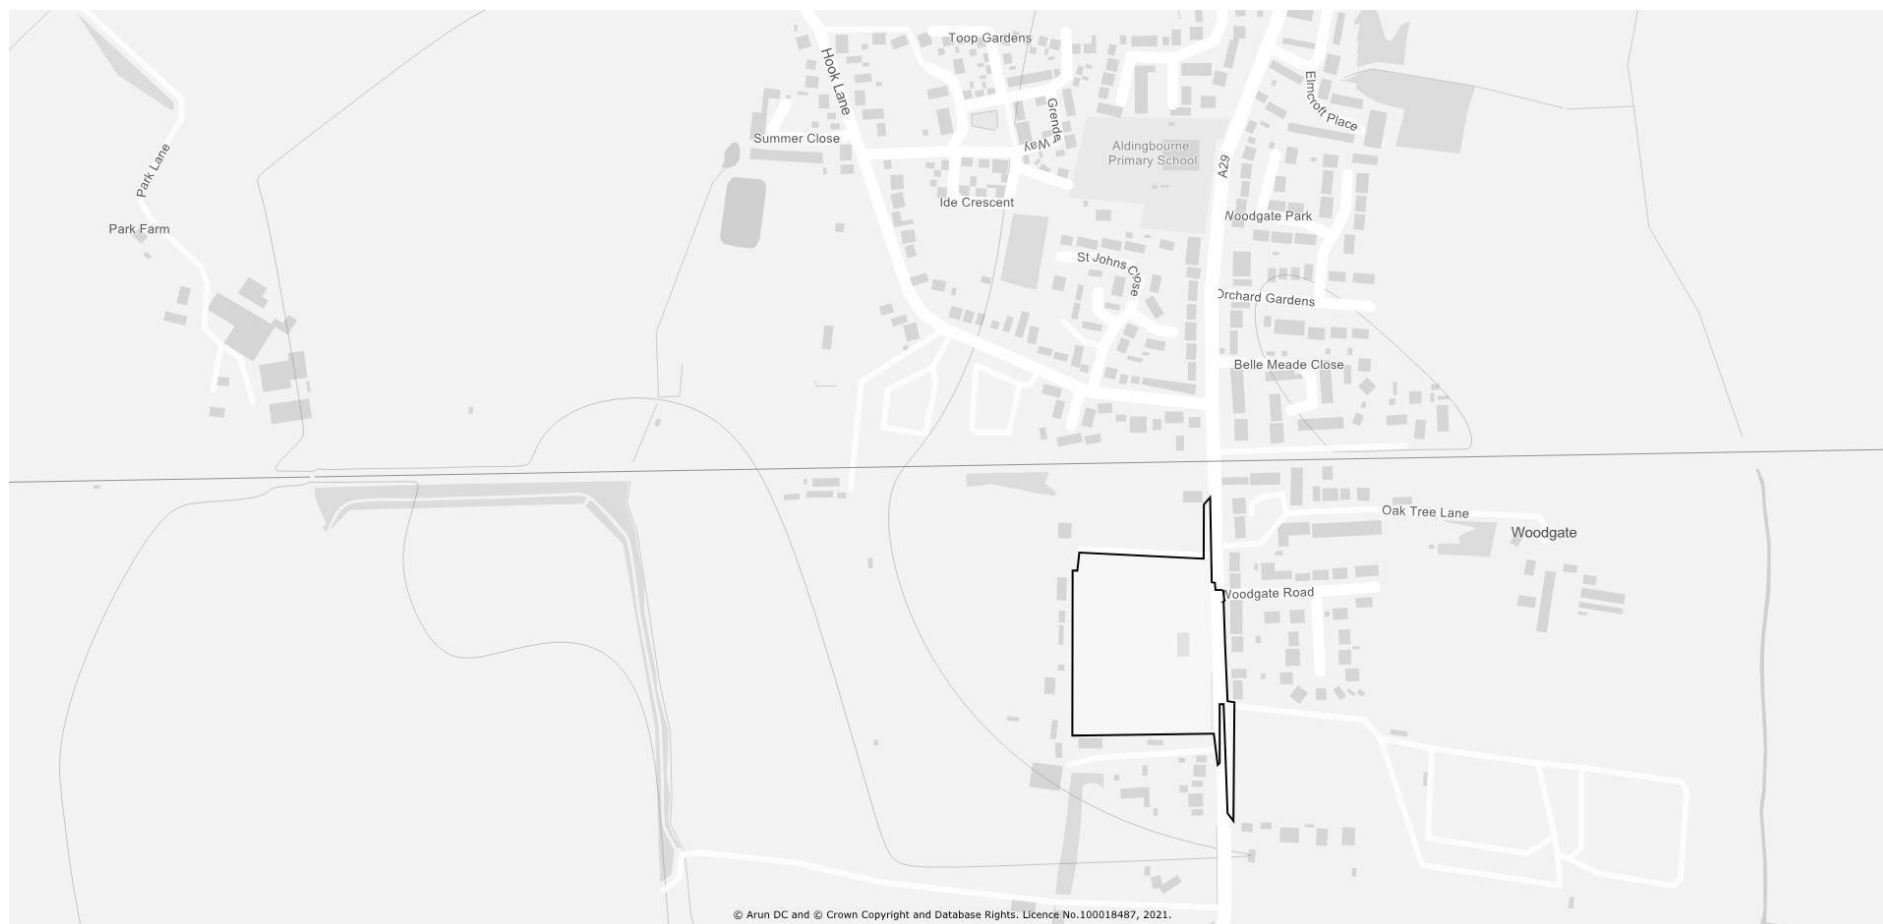 Toop Gardens
Hook Lane
Elmcroft Place
Grende Way
Summer Close
Aldingbourne
Primary School
A29
Park Lane
Ide Crescent
Woodgate Park
Park Farm
St Johns Close
Orchard Gardens
Belle Meade Close
Oak Tree Lane
Woodgate
Woodgate Road
© Arun DC and © Crown Copyright and Database Rights. Licence No.100018487, 2021.